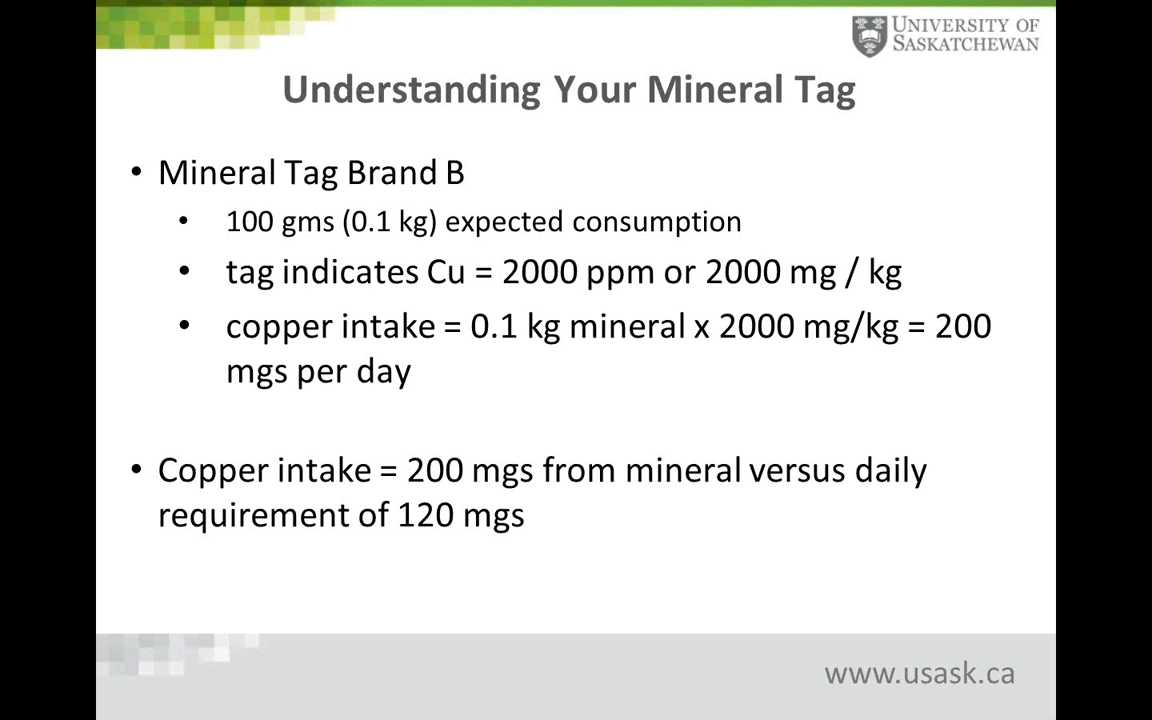 UNIVERSITY OF
SASKATCHEWAN
Understanding Your Mineral Tag
• Mineral Tag Brand B
• 100 gms (0.1 kg) expected consumption
• tag indicates Cu = 2000 ppm or 2000 mg / kg
• copper intake = 0.1 kg mineral x 2000 mg/kg = 200
mgs per day
• Copper intake = 200 mgs from mineral versus daily
requirement of 120 mgs
www.usask.ca